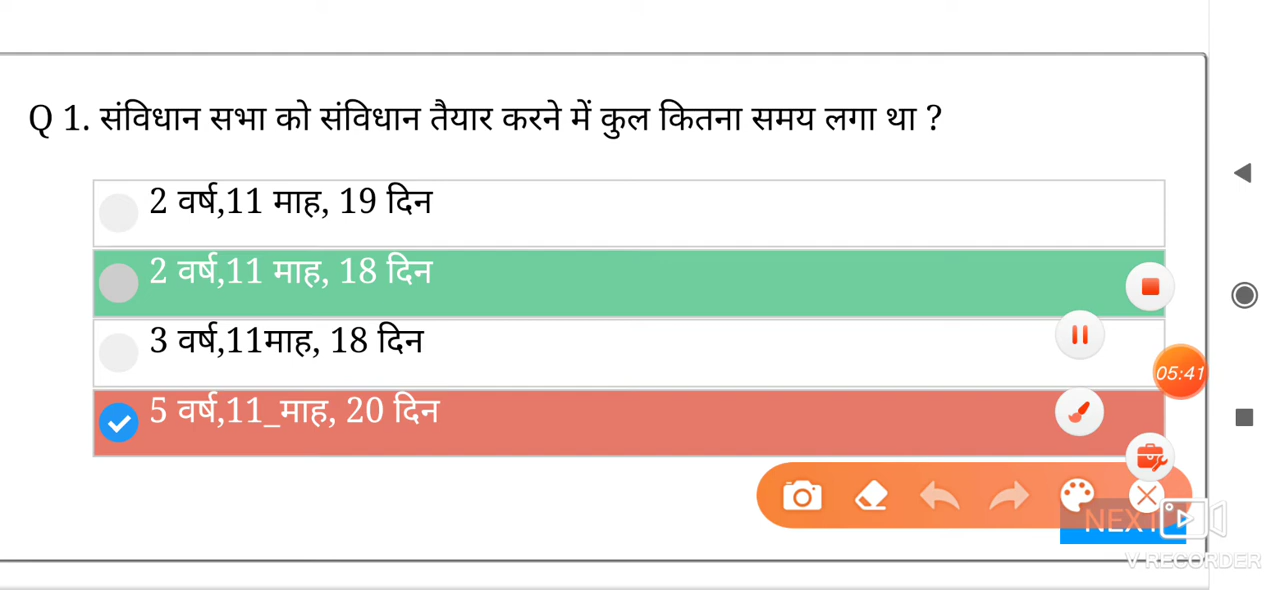 Q 1. संविधान सभा को संविधान तैयार करने में कुल कितना समय लगा था ?
2 वर्ष,11 माह, 19 दिन
2 वर्ष,11 माह, 18 दिन
3 वर्ष,11माह, 18 दिन
05:41
5 वर्ष,11_माह, 20 दिन
NEXT
V RECORDER